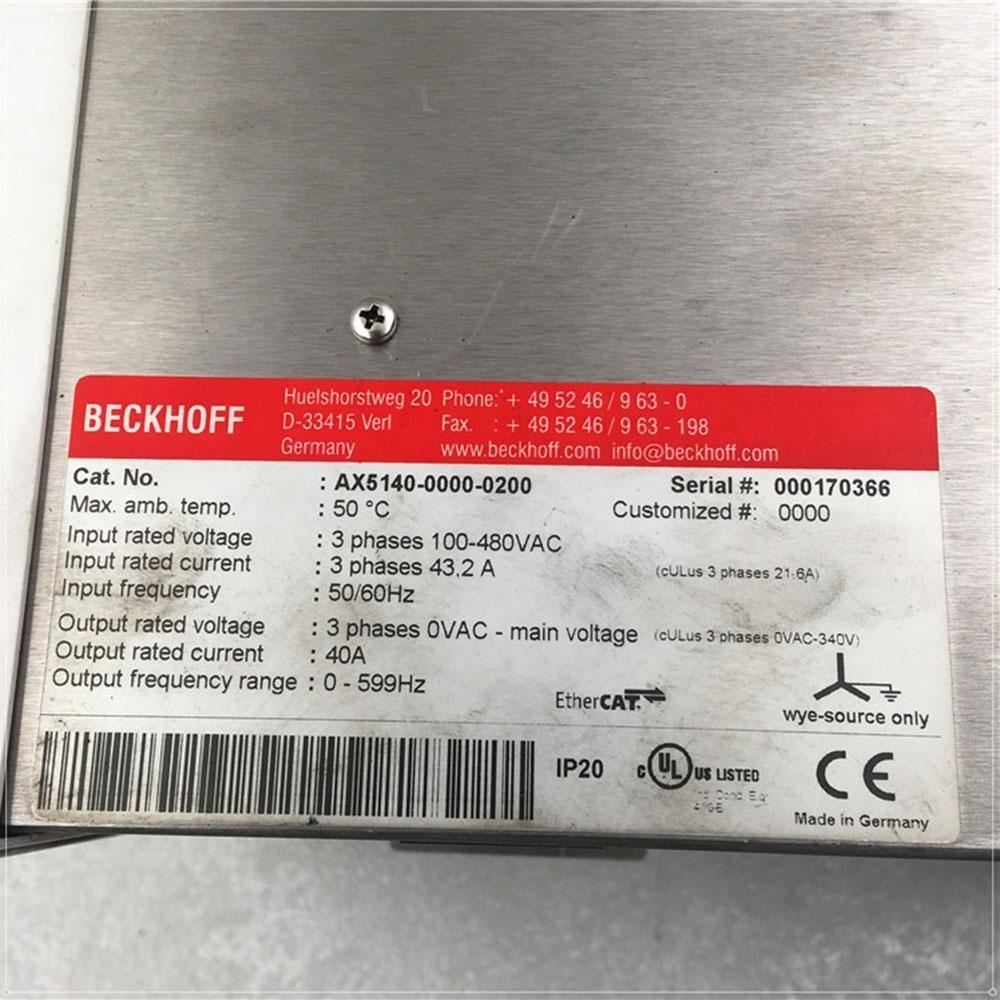 BECKHOFF
Huelshorstweg 20 Phone: + 49 52 46 / 9 63 - 0
D-33415 Verl Fax. : + 49 52 46 / 9 63 - 198
Germany www.beckhoff.com info@beckhoff.com
Cat. No. : AX5140-0000-0200 Serial #: 000170366
Max. amb. temp. : 50 °C Customized #: 0000
Input rated voltage : 3 phases 100-480VAC
Input rated current : 3 phases 43,2 A (cULus 3 phases 21,6A)
Input frequency : 50/60Hz
Output rated voltage : 3 phases 0VAC - main voltage (cULus 3 phases 0VAC-340V)
Output rated current : 40A
Output frequency range : 0 - 599Hz
EtherCAT
wye-source only
IP20 C UL US LISTED CE
Made in Germany